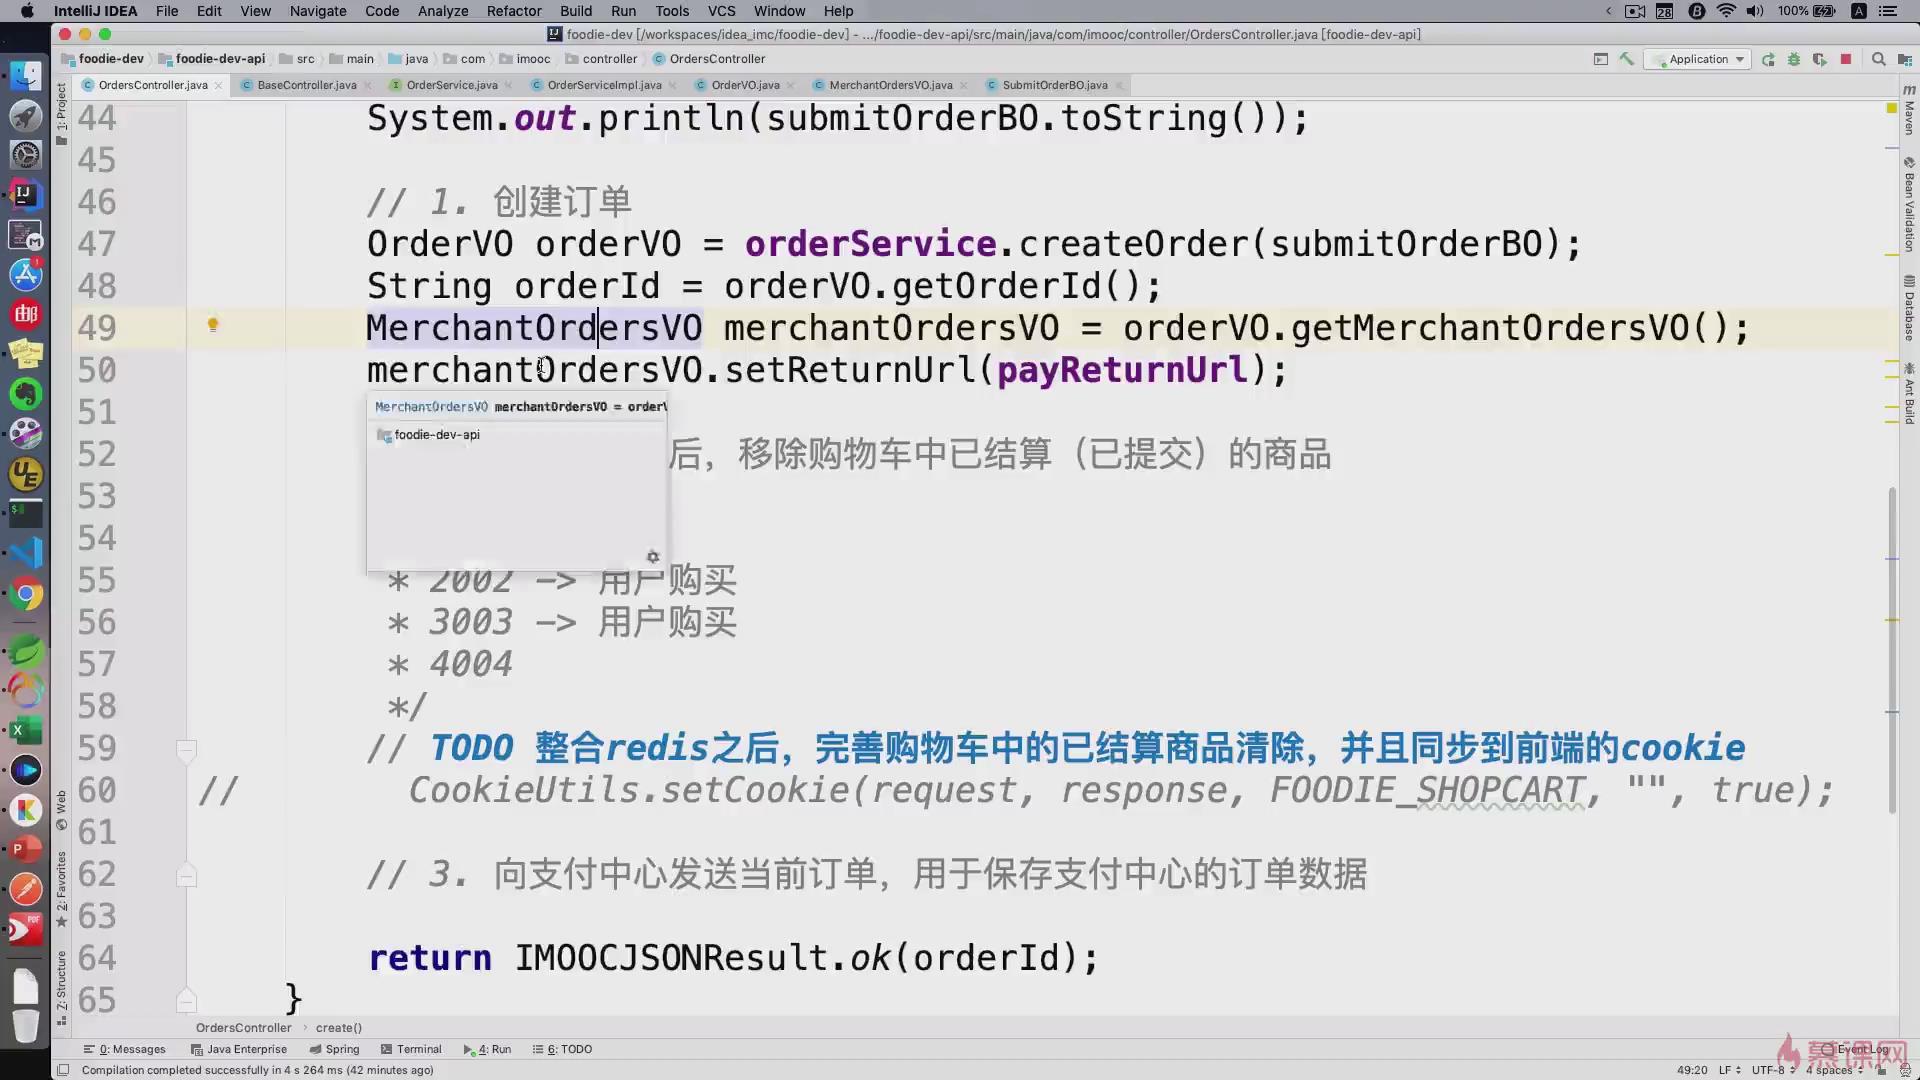 IntelliJ IDEA File Edit View Navigate Code Analyze Refactor Build Run Tools VCS Window Help 28 100% A
foodie-dev [/workspaces/idea_imc/foodie-dev] - .../foodie-dev-api/src/main/java/com/imooc/controller/OrdersController.java [foodie-dev-api]
foodie-dev foodie-dev-api src main java com imooc controller OrdersController Application
OrdersController.java BaseController.java OrderService.java OrderServiceImpl.java OrderVO.java MerchantOrdersVO.java SubmitOrderBO.java
44 System.out.println(submitOrderBO.toString());
45
46 // 1. 创建订单
47 OrderVO orderVO = orderService.createOrder(submitOrderBO);
48 String orderId = orderVO.getOrderId();
49 MerchantOrdersVO merchantOrdersVO = orderVO.getMerchantOrdersVO();
50 merchantOrdersVO.setReturnUrl(payReturnUrl);
51
MerchantOrdersVO merchantOrdersVO = orderV
foodie-dev-api
52 后，移除购物车中已结算（已提交）的商品
53
54
55 * 2002 -> 用户购买
56 * 3003 -> 用户购买
57 * 4004
58 */
59 // TODO 整合redis之后，完善购物车中的已结算商品清除，并且同步到前端的cookie
60 // CookieUtils.setCookie(request, response, FOODIE_SHOPCART, "", true);
61
62 // 3. 向支付中心发送当前订单，用于保存支付中心的订单数据
63
64 return IMOOCJSONResult.ok(orderId);
65 }
OrdersController › create()
0: Messages Java Enterprise Spring Terminal 4: Run 6: TODO Event Log
Compilation completed successfully in 4 s 264 ms (42 minutes ago) 49:20 LF UTF-8 4 spaces
1: Project
Web
2: Favorites
Z: Structure
Maven
Bean Validation
Database
Ant Build
慕课网